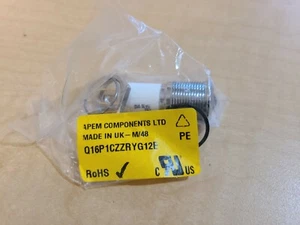 APEM COMPONENTS LTD
MADE IN UK-M/48
Q16P1CZZRYG12E
PE
RoHS
C US